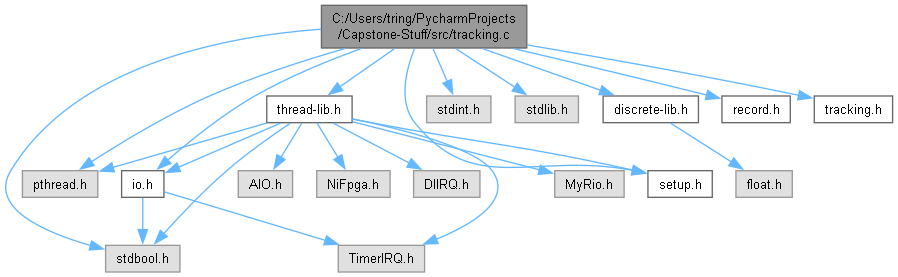 C:/Users/tring/PycharmProjects
/Capstone-Stuff/src/tracking.c
thread-lib.h
stdint.h
stdlib.h
discrete-lib.h
record.h
tracking.h
pthread.h
io.h
AIO.h
NiFpga.h
DIIRQ.h
MyRio.h
setup.h
float.h
stdbool.h
TimerIRQ.h